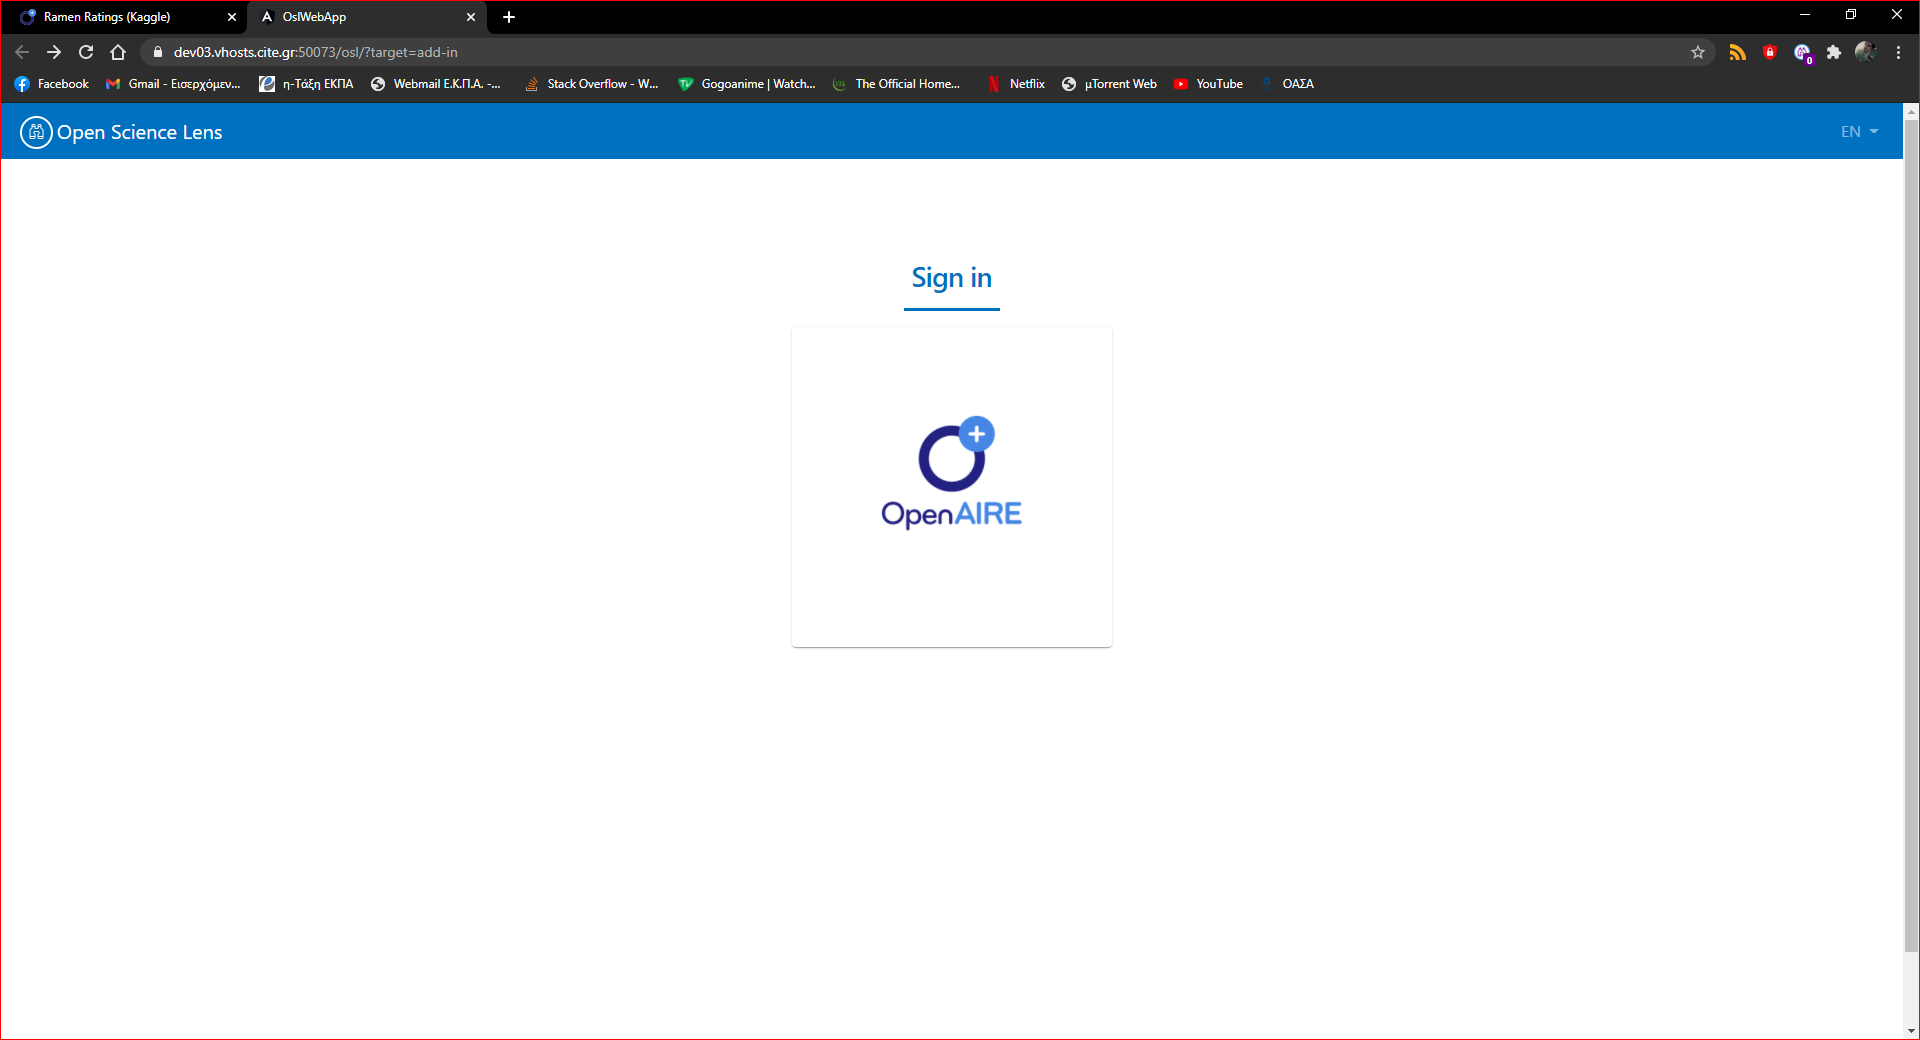 Ramen Ratings (Kaggle)
OslWebApp
dev03.vhosts.cite.gr:50073/osl/?target=add-in
0
Facebook
Gmail - Εισερχόμεν...
η-Τάξη ΕΚΠΑ
Webmail Ε.Κ.Π.Α. -...
Stack Overflow - W...
Gogoanime | Watch...
The Official Home...
Netflix
μTorrent Web
YouTube
ΟΑΣΑ
Open Science Lens
EN
Sign in
OpenAIRE